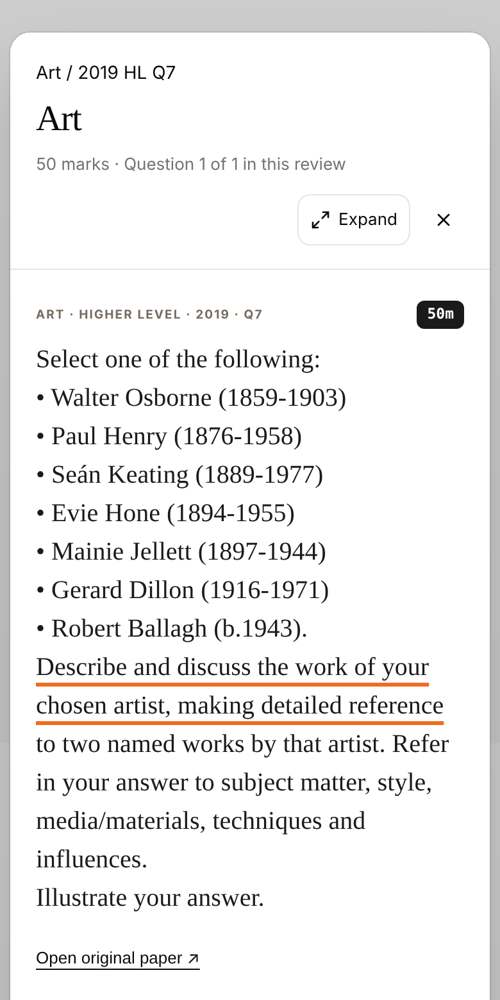 Art / 2019 HL Q7
Art
50 marks · Question 1 of 1 in this review
Expand
ART · HIGHER LEVEL · 2019 · Q7
50m
Select one of the following:
• Walter Osborne (1859-1903)
• Paul Henry (1876-1958)
• Seán Keating (1889-1977)
• Evie Hone (1894-1955)
• Mainie Jellett (1897-1944)
• Gerard Dillon (1916-1971)
• Robert Ballagh (b.1943).
Describe and discuss the work of your
chosen artist, making detailed reference
to two named works by that artist. Refer
in your answer to subject matter, style,
media/materials, techniques and
influences.
Illustrate your answer.
Open original paper ↗